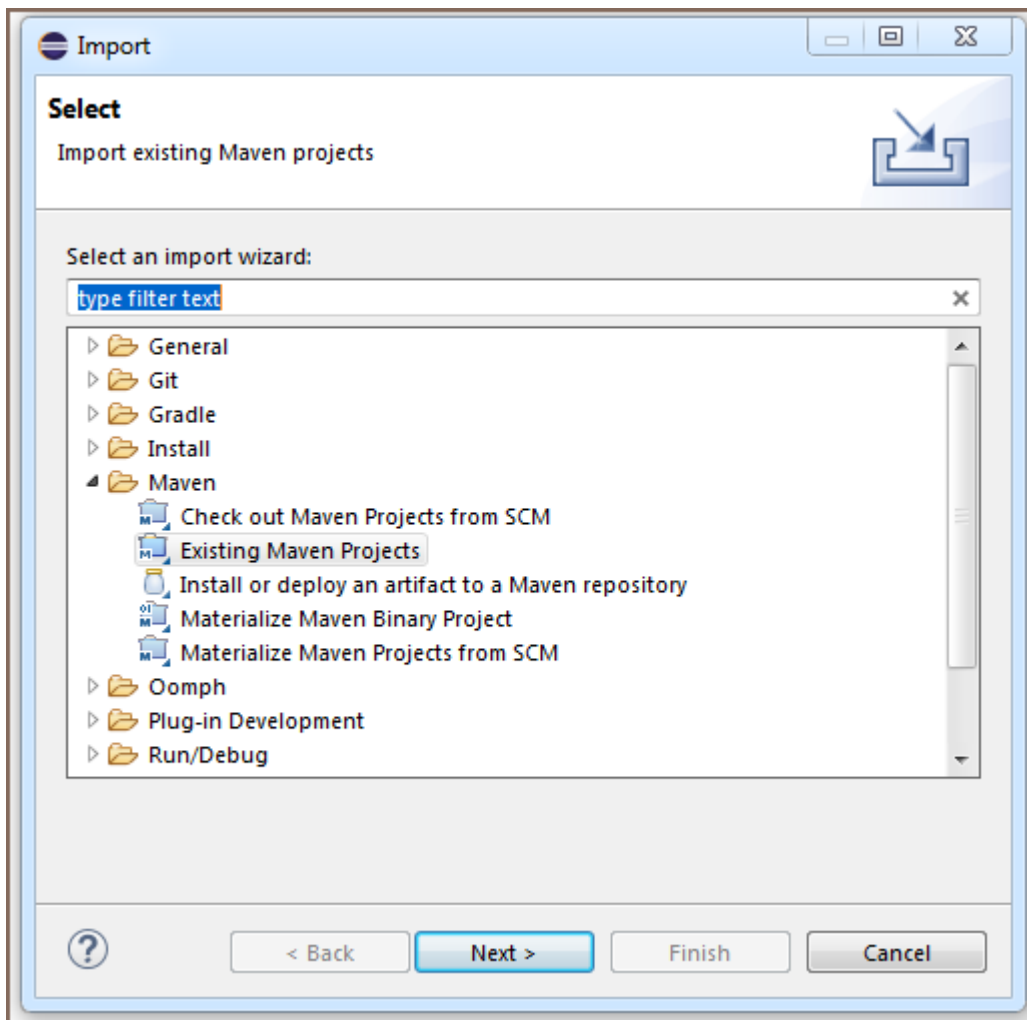 Import
Select
Import existing Maven projects
Select an import wizard:
type filter text
General
Git
Gradle
Install
Maven
Check out Maven Projects from SCM
Existing Maven Projects
Install or deploy an artifact to a Maven repository
Materialize Maven Binary Project
Materialize Maven Projects from SCM
Oomph
Plug-in Development
Run/Debug
? < Back Next > Finish Cancel